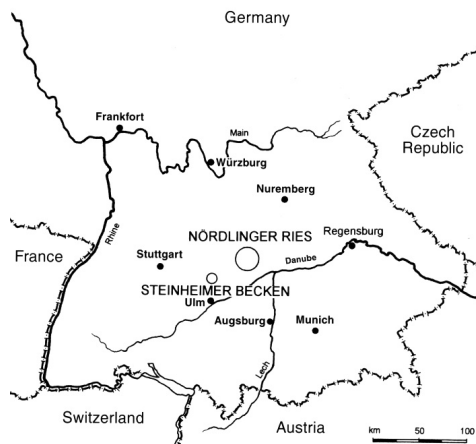 Germany
Frankfort
Main
Würzburg
Czech
Republic
Nuremberg
Rhine
NÖRDLINGER RIES
Regensburg
France
Stuttgart
Danube
STEINHEIMER BECKEN
Ulm
Augsburg
Munich
Lech
Switzerland
Austria
km 0 50 100